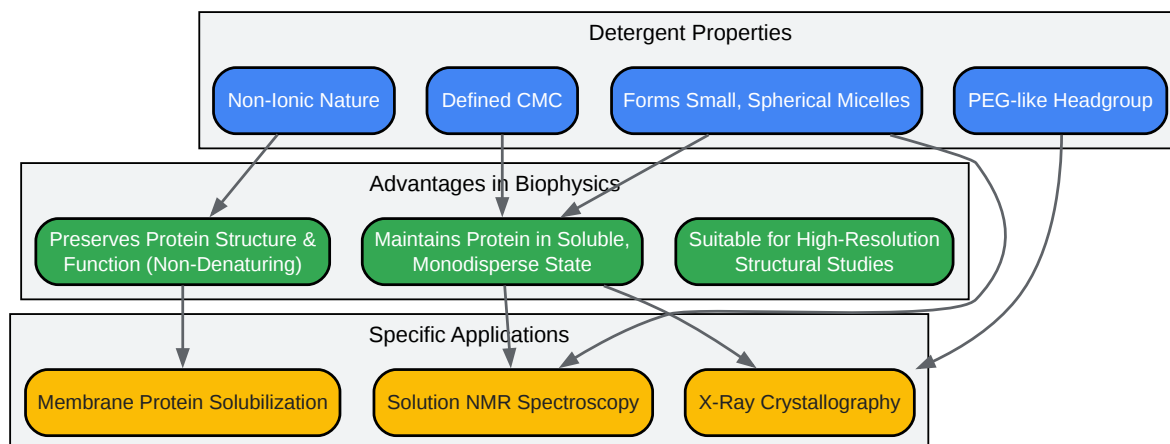 Detergent Properties
Non-Ionic Nature
Defined CMC
Forms Small, Spherical Micelles
PEG-like Headgroup
Advantages in Biophysics
Preserves Protein Structure &
Function (Non-Denaturing)
Maintains Protein in Soluble,
Monodisperse State
Suitable for High-Resolution
Structural Studies
Specific Applications
Membrane Protein Solubilization
Solution NMR Spectroscopy
X-Ray Crystallography